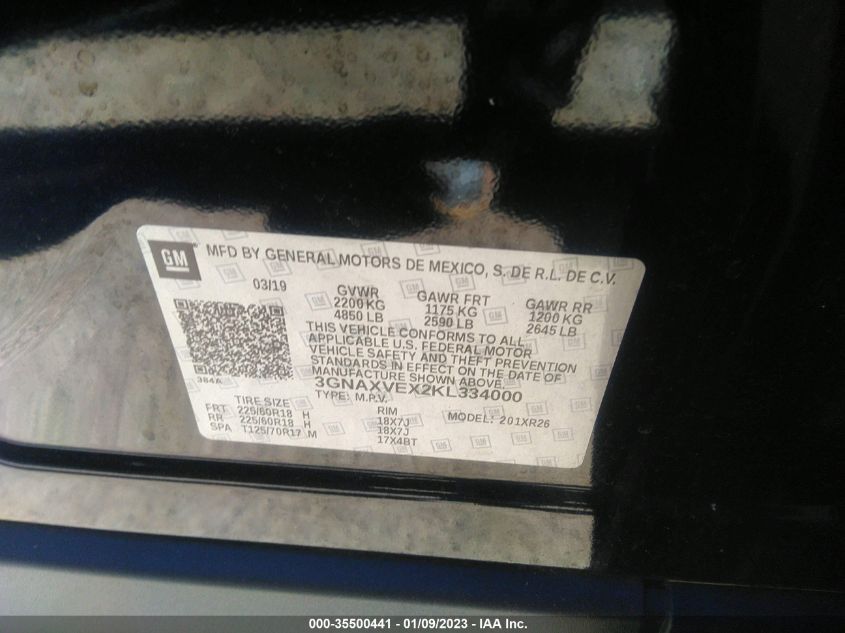 GM
MFD BY GENERAL MOTORS DE MEXICO, S. DE R.L. DE C.V.
03/19
GVWR GAWR FRT GAWR RR
2200 KG 1175 KG 1200 KG
4850 LB 2590 LB 2645 LB
THIS VEHICLE CONFORMS TO ALL
APPLICABLE U.S. FEDERAL MOTOR
VEHICLE SAFETY AND THEFT PREVENTION
STANDARDS IN EFFECT ON THE DATE OF
MANUFACTURE SHOWN ABOVE.
384A
3GNAXVEX2KL334000
TYPE: M.P.V. MODEL: 201XR26
TIRE SIZE RIM
FRT 225/60R18 H 18X7J
RR 225/60R18 H 18X7J
SPA T125/70R17 M 17X4BT
000-35500441 - 01/09/2023 - IAA Inc.